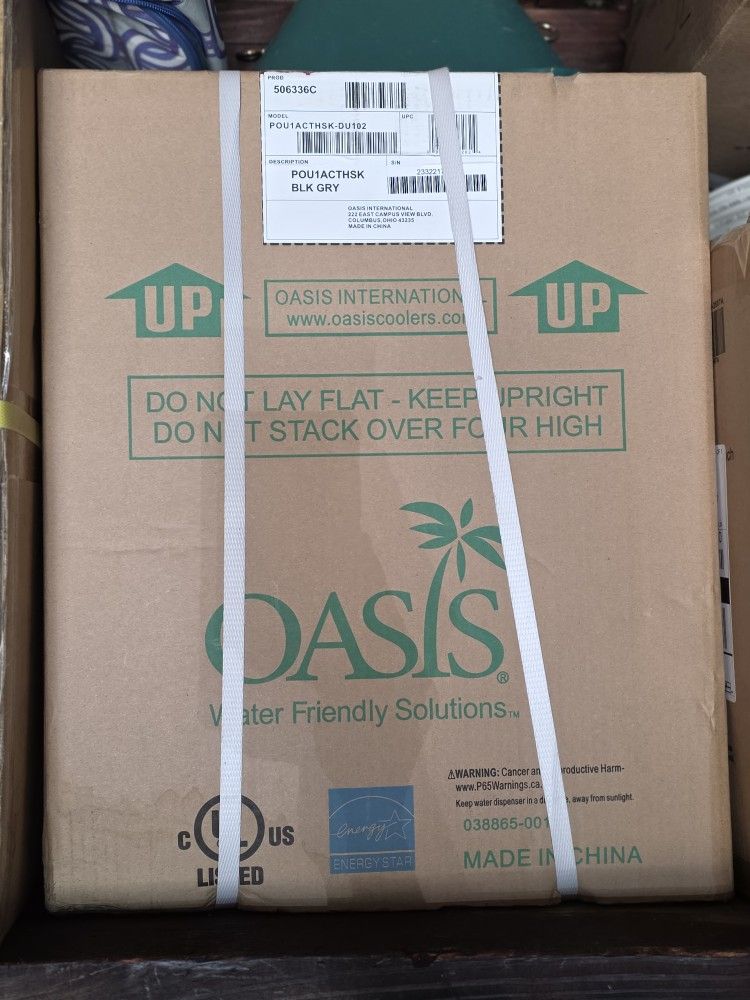 PROD
506336C
MODEL
POU1ACTHSK-DU102
UPC
DESCRIPTION
POU1ACTHSK
BLK GRY
S/N
OASIS INTERNATIONAL
222 EAST CAMPUS VIEW BLVD.
COLUMBUS, OHIO 43235
MADE IN CHINA
UP
OASIS INTERNATION
www.oasiscoolers.co
UP
DO NOT LAY FLAT - KEEP UPRIGHT
DO NOT STACK OVER FOUR HIGH
OASIS®
Water Friendly Solutions™
C UL US
LISTED
energy
ENERGY STAR
⚠WARNING: Cancer and productive Harm-
www.P65Warnings.ca.
Keep water dispenser in a, away from sunlight.
038865-001
MADE IN CHINA